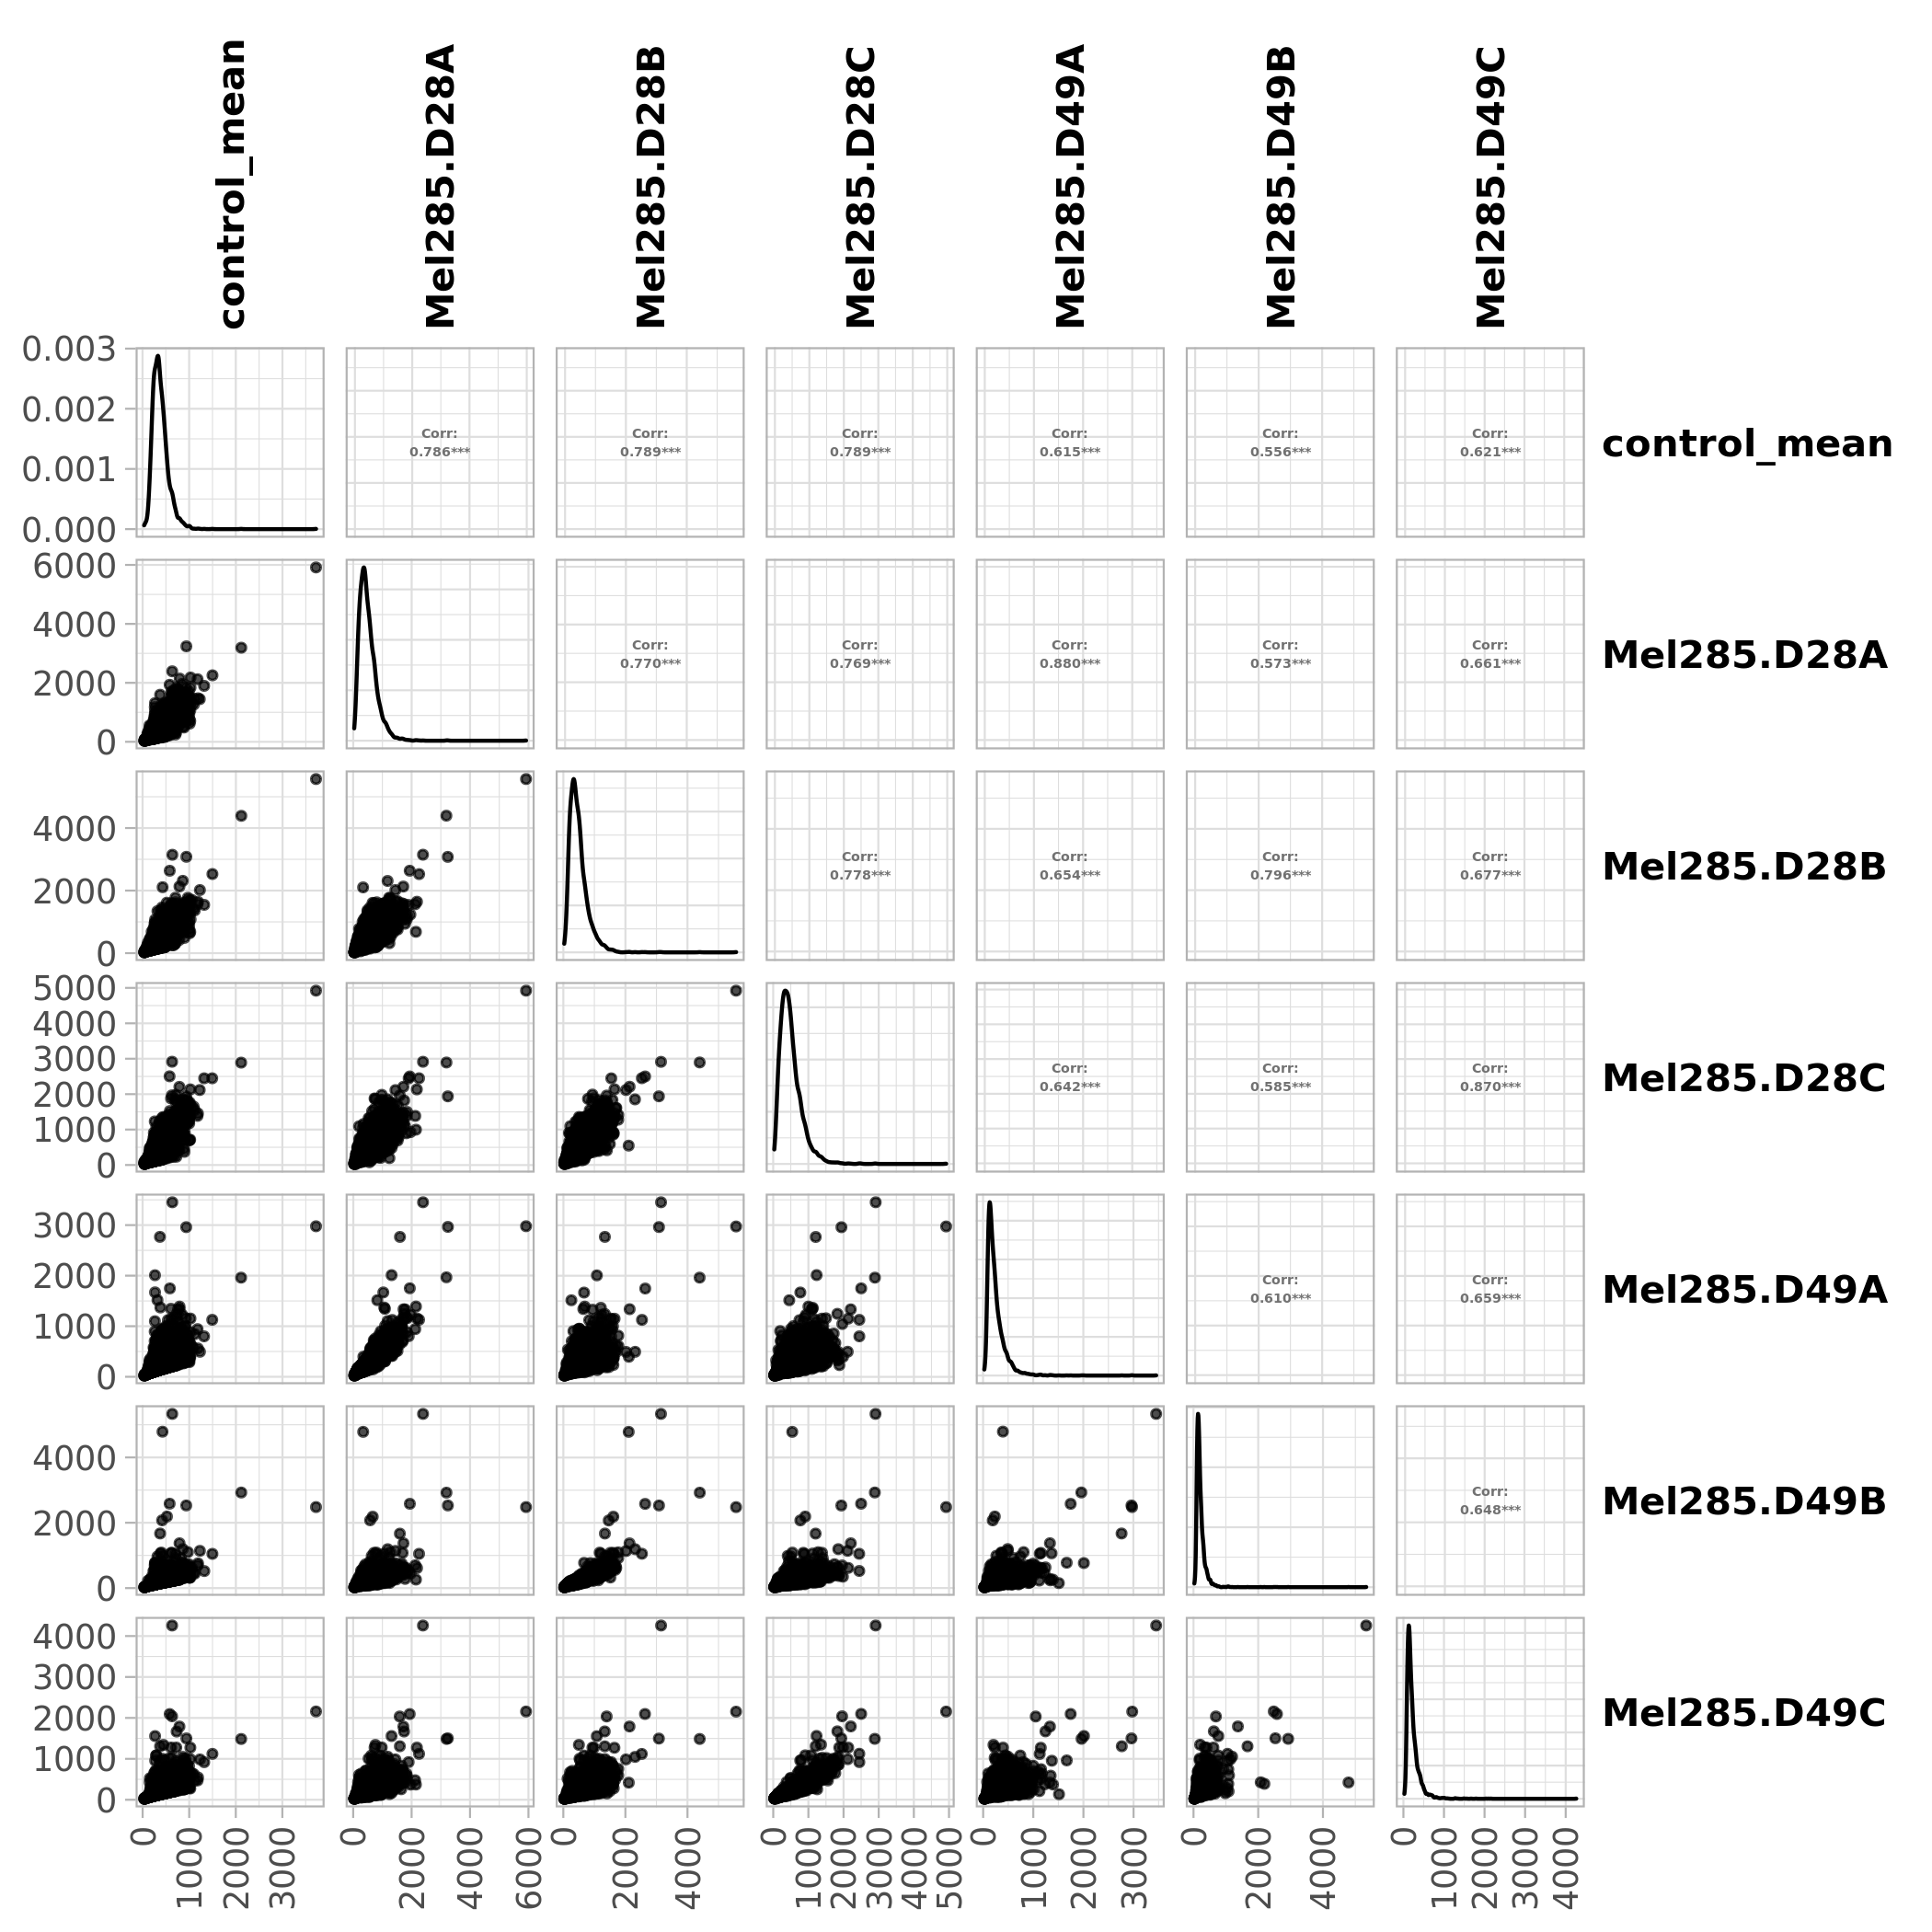 control_mean
Mel285.D28A
Mel285.D28B
Mel285.D28C
Mel285.D49A
Mel285.D49B
Mel285.D49C
0.003
0.002
0.001
0.000
Corr:
0.786***
Corr:
0.789***
Corr:
0.789***
Corr:
0.615***
Corr:
0.556***
Corr:
0.621***
control_mean
6000
4000
2000
0
Corr:
0.770***
Corr:
0.769***
Corr:
0.880***
Corr:
0.573***
Corr:
0.661***
Mel285.D28A
4000
2000
0
Corr:
0.778***
Corr:
0.654***
Corr:
0.796***
Corr:
0.677***
Mel285.D28B
5000
4000
3000
2000
1000
0
Corr:
0.642***
Corr:
0.585***
Corr:
0.870***
Mel285.D28C
3000
2000
1000
0
Corr:
0.610***
Corr:
0.659***
Mel285.D49A
4000
2000
0
Corr:
0.648***
Mel285.D49B
4000
3000
2000
1000
0
Mel285.D49C
0
1000
2000
3000
0
2000
4000
6000
0
2000
4000
0
1000
2000
3000
4000
5000
0
1000
2000
3000
0
2000
4000
0
1000
2000
3000
4000